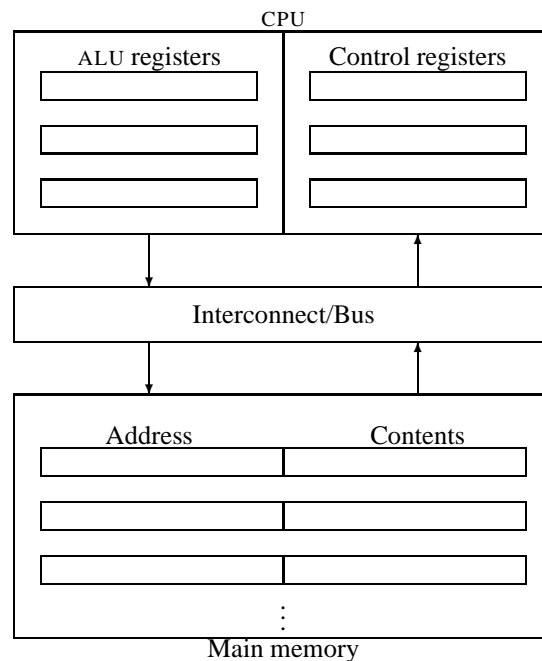 CPU
ALU registers
Control registers
Interconnect/Bus
Address
Contents
Main memory